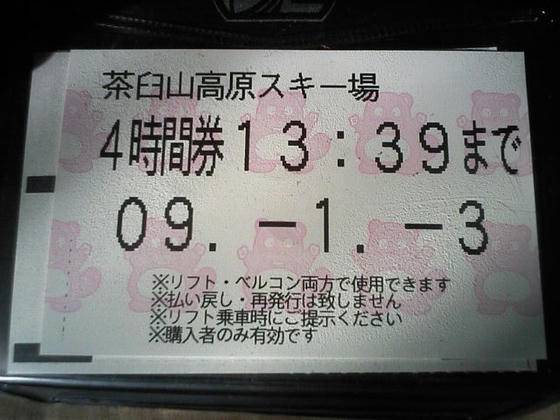 茶臼山高原スキー場
4時間券13:39まで
09.-1.-3
※リフト・ベルコン両方で使用できます
※払い戻し・再発行は致しません
※リフト乗車時にご提示ください
※購入者のみ有効です